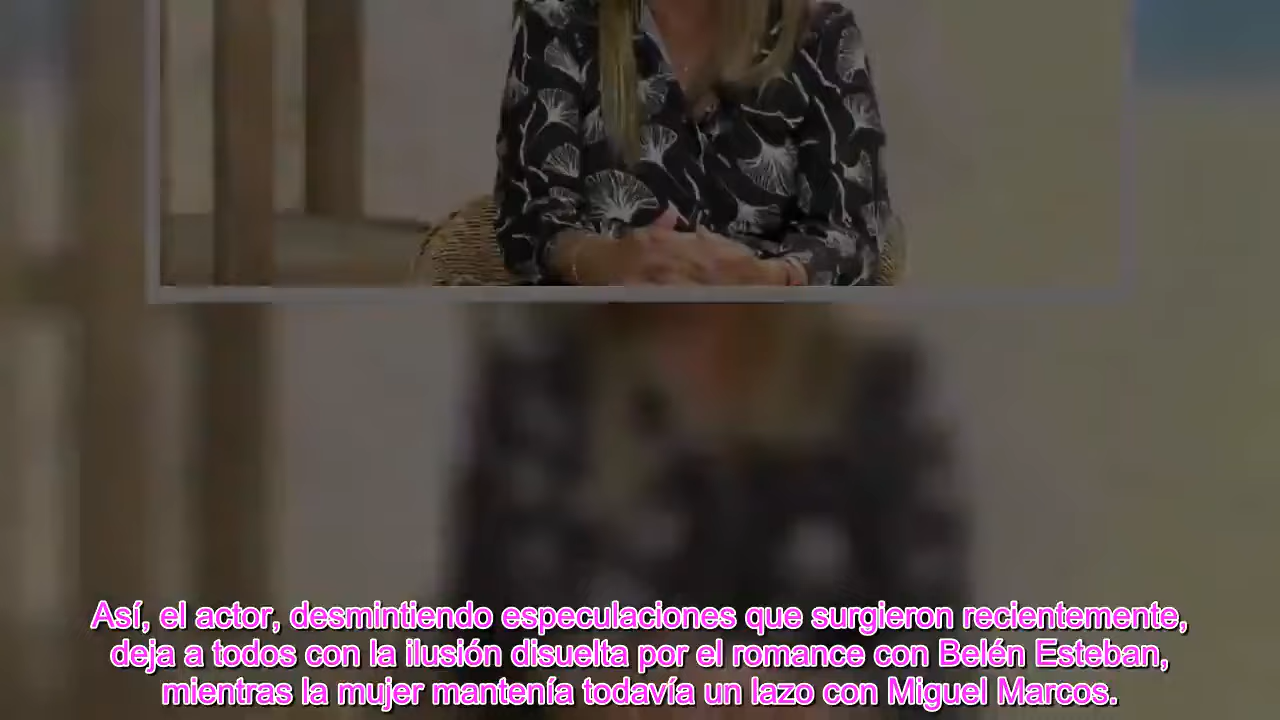 Así, el actor, desmintiendo especulaciones que surgieron recientemente,
deja a todos con la ilusión disuelta por el romance con Belén Esteban,
mientras la mujer mantenía todavía un lazo con Miguel Marcos.